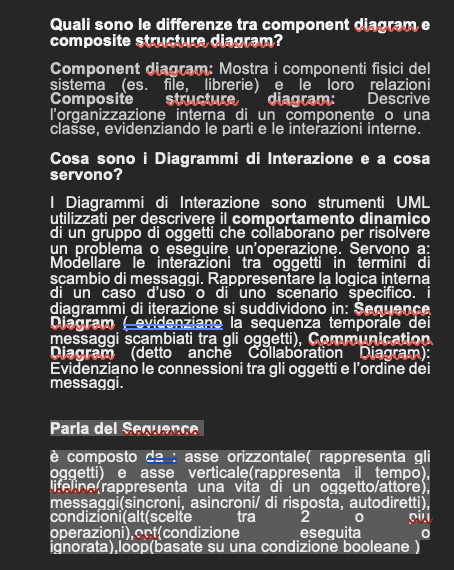 Quali sono le differenze tra component diagram e
composite structure diagram?
Component diagram: Mostra i componenti fisici del
sistema (es. file, librerie) e le loro relazioni
Composite structure diagram: Descrive
l'organizzazione interna di un componente o una
classe, evidenziando le parti e le interazioni interne.
Cosa sono i Diagrammi di Interazione e a cosa
servono?
I Diagrammi di Interazione sono strumenti UML
utilizzati per descrivere il comportamento dinamico
di un gruppo di oggetti che collaborano per risolvere
un problema o eseguire un'operazione. Servono a:
Modellare le interazioni tra oggetti in termini di
scambio di messaggi. Rappresentare la logica interna
di un caso d'uso o di uno scenario specifico. i
diagrammi di iterazione si suddividono in: Sequence
Diagram ( evidenziano la sequenza temporale dei
messaggi scambiati tra gli oggetti), Communication
Diagram (detto anche Collaboration Diagram):
Evidenziano le connessioni tra gli oggetti e l'ordine dei
messaggi.
Parla del Sequence
è composto da : asse orizzontale( rappresenta gli
oggetti) e asse verticale(rappresenta il tempo),
lifeline(rappresenta una vita di un oggetto/attore),
messaggi(sincroni, asincroni/ di risposta, autodiretti),
condizioni(alt(scelte tra 2 o più
operazioni),opt(condizione eseguita o
ignorata),loop(basate su una condizione booleane )